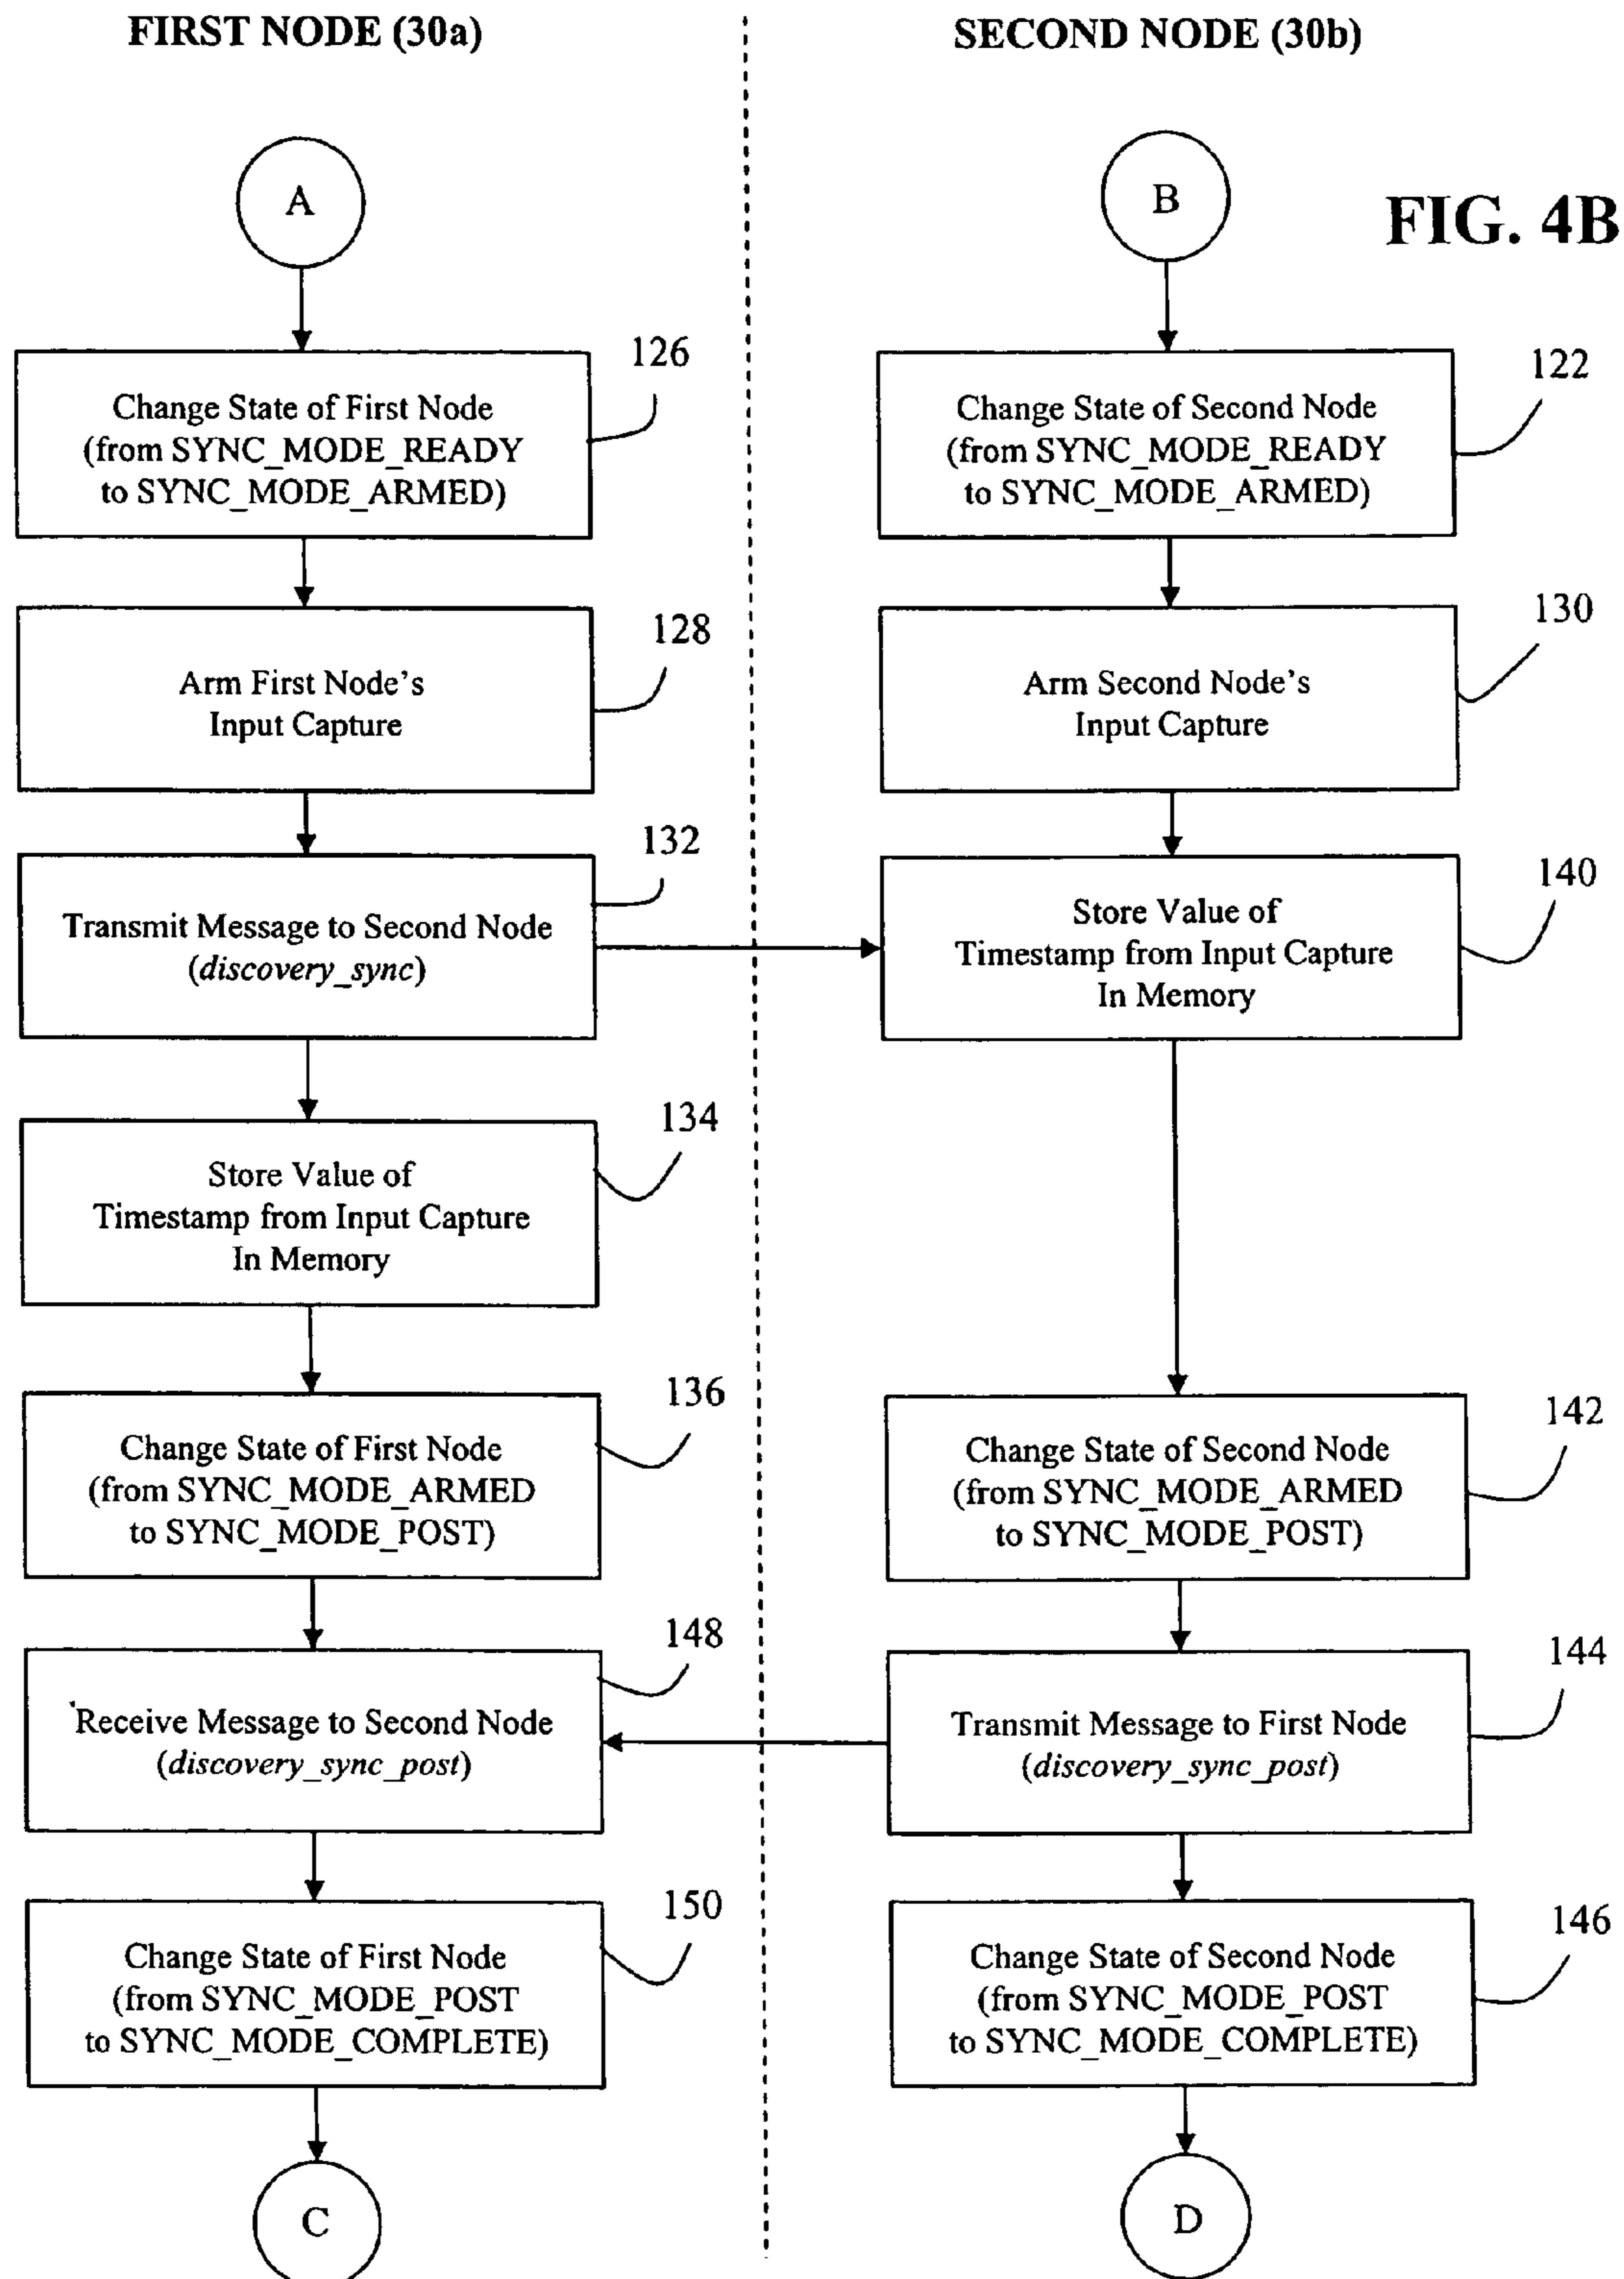 FIRST NODE (30a)
SECOND NODE (30b)
A
B
FIG. 4B
126
Change State of First Node
(from SYNC_MODE_READY
to SYNC_MODE_ARMED)
122
Change State of Second Node
(from SYNC_MODE_READY
to SYNC_MODE_ARMED)
128
Arm First Node's
Input Capture
130
Arm Second Node's
Input Capture
132
Transmit Message to Second Node
(discovery_sync)
140
Store Value of
Timestamp from Input Capture
In Memory
134
Store Value of
Timestamp from Input Capture
In Memory
136
Change State of First Node
(from SYNC_MODE_ARMED
to SYNC_MODE_POST)
142
Change State of Second Node
(from SYNC_MODE_ARMED
to SYNC_MODE_POST)
148
Receive Message to Second Node
(discovery_sync_post)
144
Transmit Message to First Node
(discovery_sync_post)
150
Change State of First Node
(from SYNC_MODE_POST
to SYNC_MODE_COMPLETE)
146
Change State of Second Node
(from SYNC_MODE_POST
to SYNC_MODE_COMPLETE)
C
D